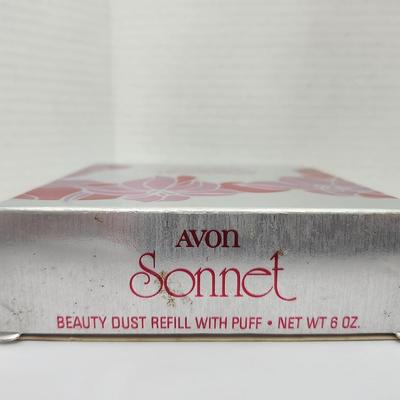 AVON
Sonnet
BEAUTY DUST REFILL WITH PUFF • NET WT 6 OZ.